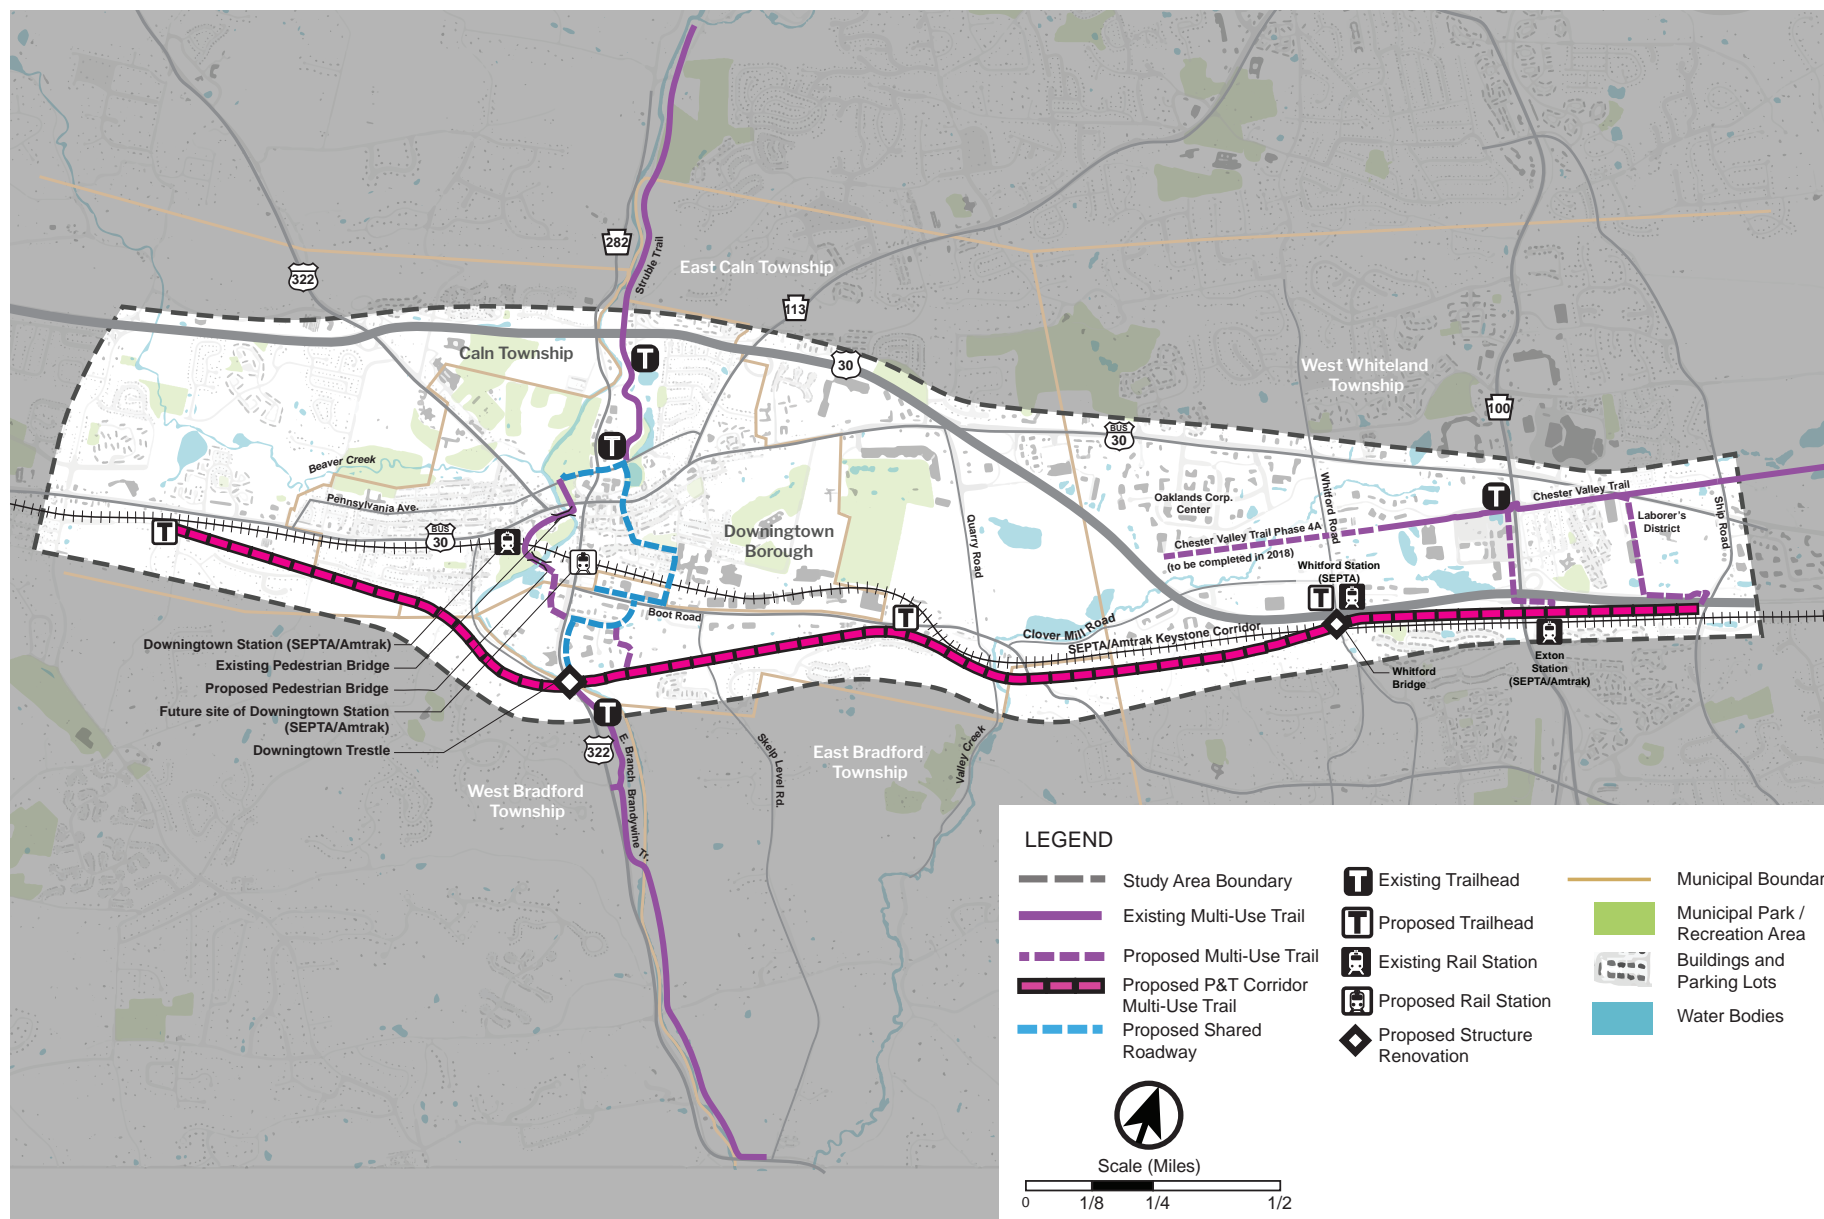 282
322
Struble Trail
East Caln Township
113
Caln Township
30
West Whiteland
Township
100
BUS
30
Beaver Creek
Pennsylvania Ave.
BUS
30
Downingtown
Borough
Quarry Road
Oaklands Corp.
Center
Whitford Road
Chester Valley Trail
Laborer's
District
Ship Road
Chester Valley Trail Phase 4A
(to be completed in 2018)
Whitford Station
(SEPTA)
Boot Road
Clover Mill Road
SEPTA/Amtrak Keystone Corridor
Downingtown Station (SEPTA/Amtrak)
Existing Pedestrian Bridge
Proposed Pedestrian Bridge
Future site of Downingtown Station
(SEPTA/Amtrak)
Downingtown Trestle
Whitford
Bridge
Exton
Station
(SEPTA/Amtrak)
322
E. Branch Brandywine Tr.
Skelp Level Rd.
Valley Creek
East Bradford
Township
West Bradford
Township
T
T
T
T
T
T
T
LEGEND
Study Area Boundary
Existing Multi-Use Trail
Proposed Multi-Use Trail
Proposed P&T Corridor
Multi-Use Trail
Proposed Shared
Roadway
T Existing Trailhead
T Proposed Trailhead
Existing Rail Station
Proposed Rail Station
Proposed Structure
Renovation
Municipal Boundar
Municipal Park /
Recreation Area
Buildings and
Parking Lots
Water Bodies
Scale (Miles)
0 1/8 1/4 1/2